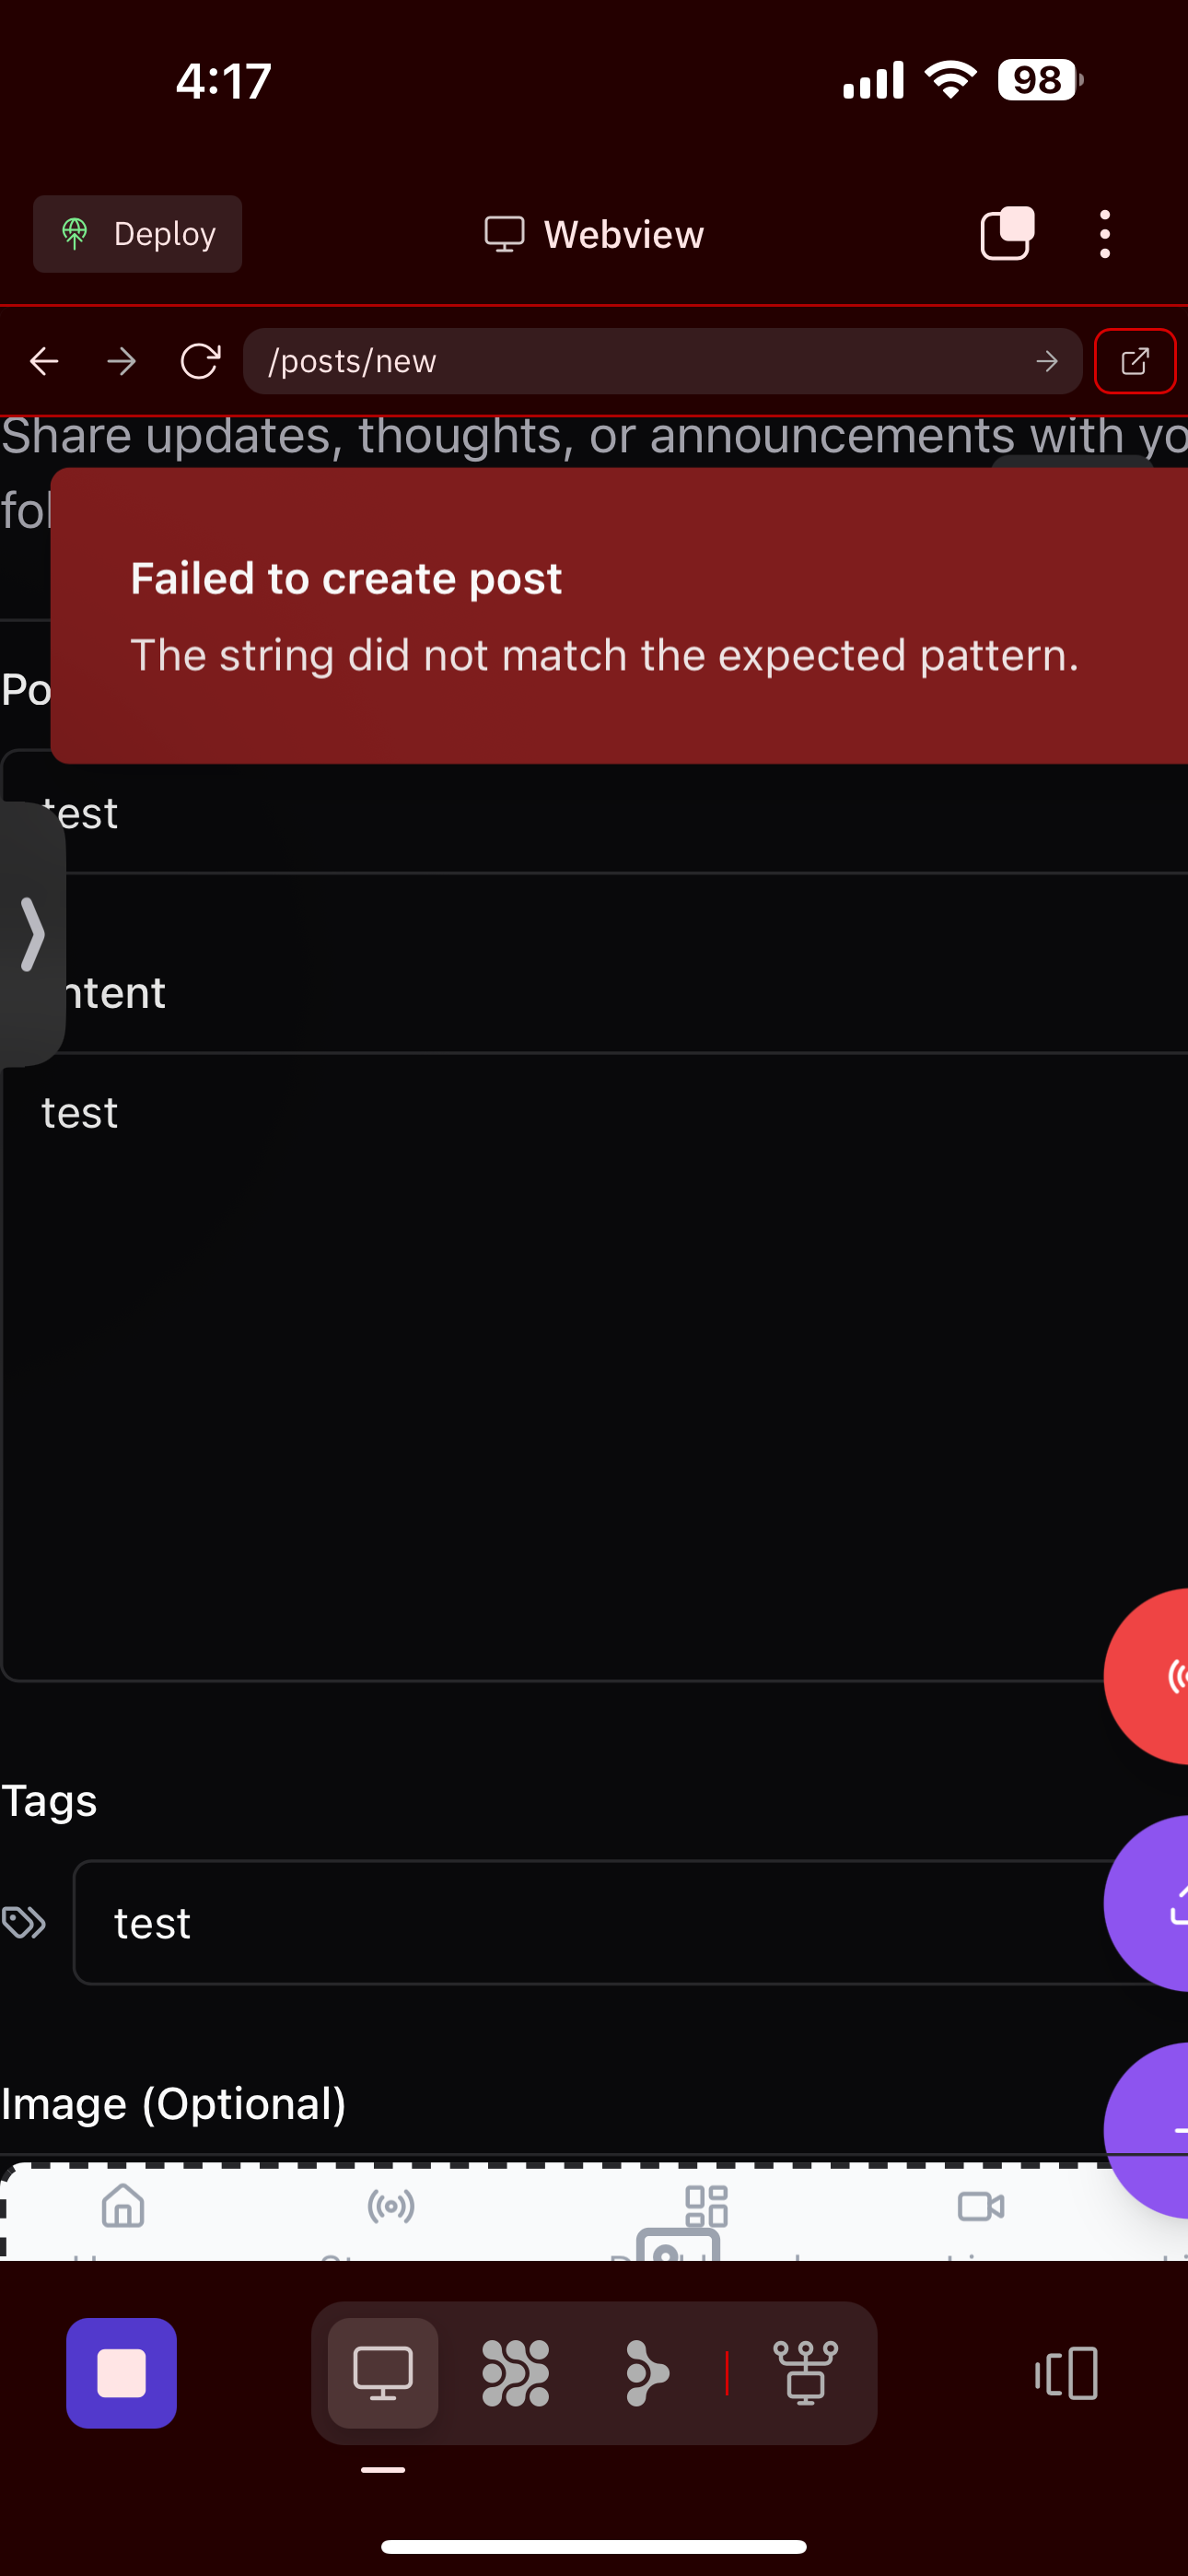 4:17
98
Deploy
Webview
/posts/new
Share updates, thoughts, or announcements with yo
fol
Failed to create post
The string did not match the expected pattern.
Po
test
ntent
test
Tags
test
Image (Optional)